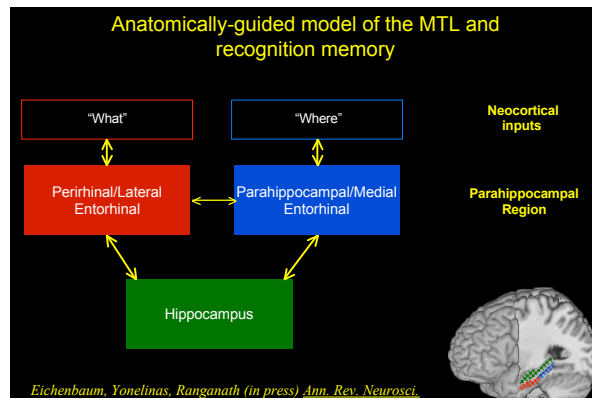 Anatomically-guided model of the MTL and
recognition memory
“What”
“Where”
Neocortical
inputs
Perirhinal/Lateral
Entorhinal
Parahippocampal/Medial
Entorhinal
Parahippocampal
Region
Hippocampus
Eichenbaum, Yonelinas, Ranganath (in press) Ann. Rev. Neurosci.